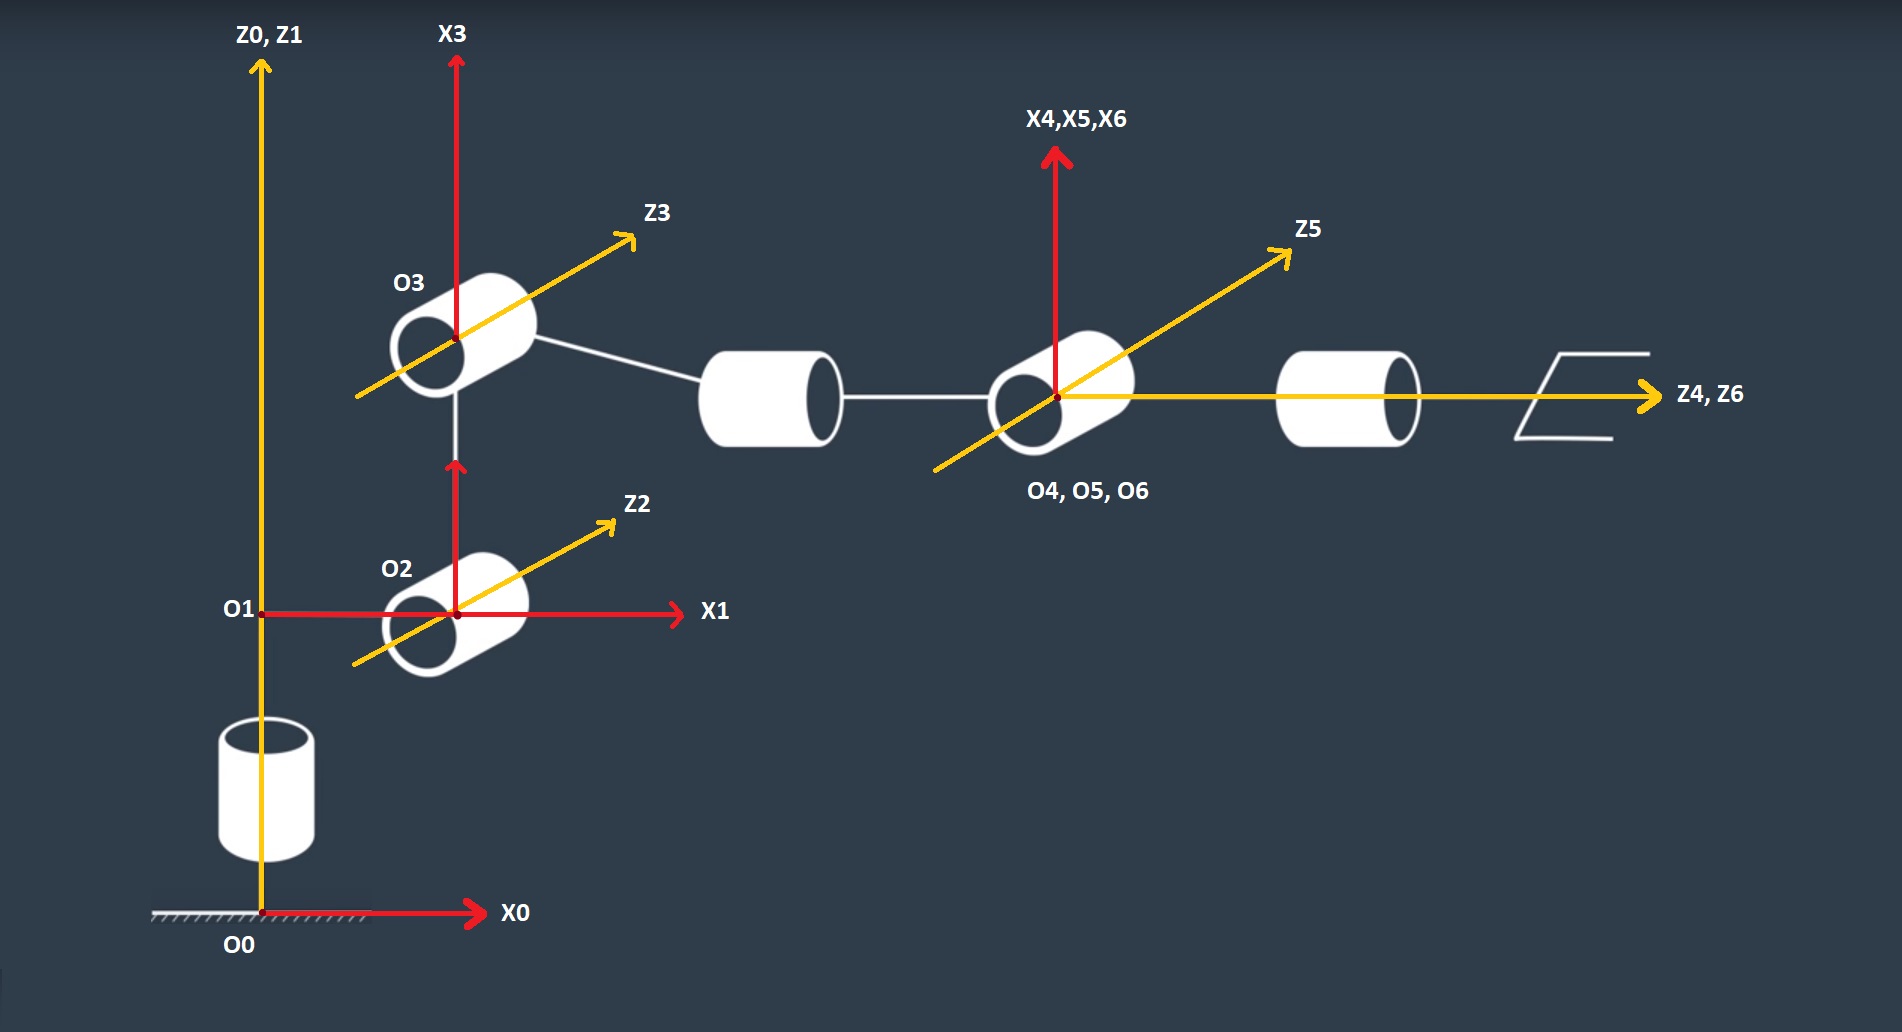 Z0, Z1
X3
X4,X5,X6
Z3
Z5
O3
Z4, Z6
O4, O5, O6
Z2
O2
O1
X1
X0
O0